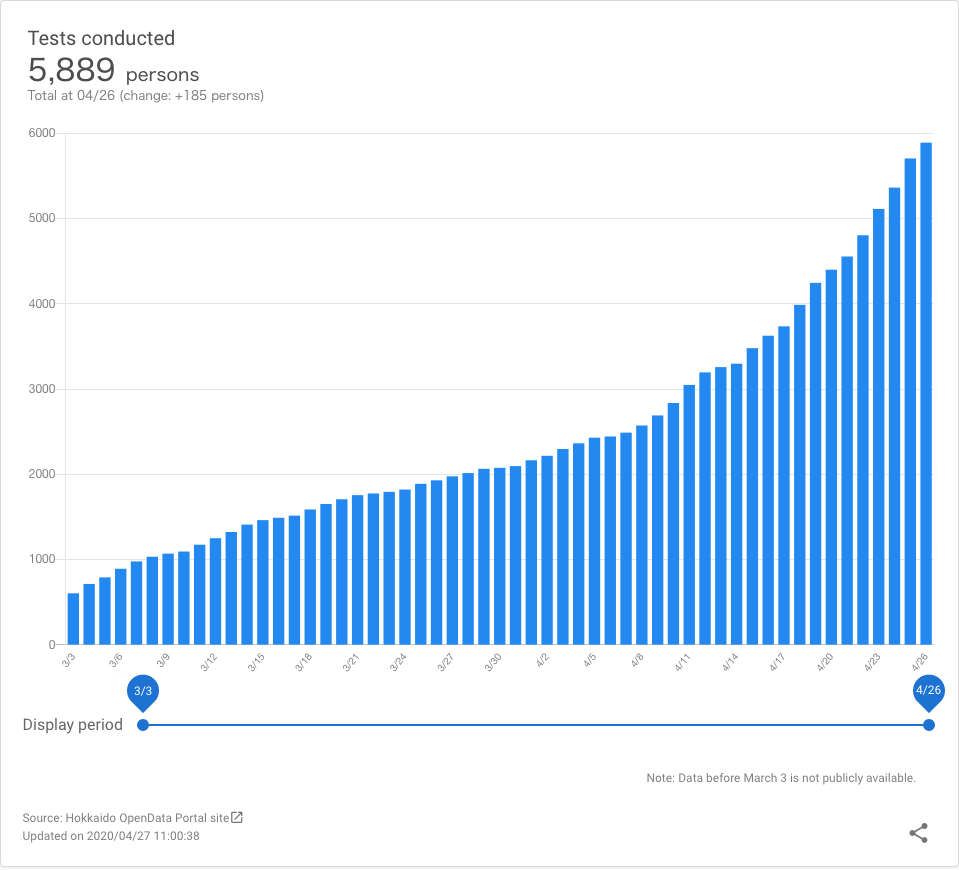 Tests conducted
5,889 persons
Total at 04/26 (change: +185 persons)
6000
5000
4000
3000
2000
1000
0
3/3 3/6 3/9 3/12 3/15 3/18 3/21 3/24 3/27 3/30 4/2 4/5 4/8 4/11 4/14 4/17 4/20 4/23 4/26
3/3 4/26
Display period
Note: Data before March 3 is not publicly available.
Source: Hokkaido OpenData Portal site
Updated on 2020/04/27 11:00:38